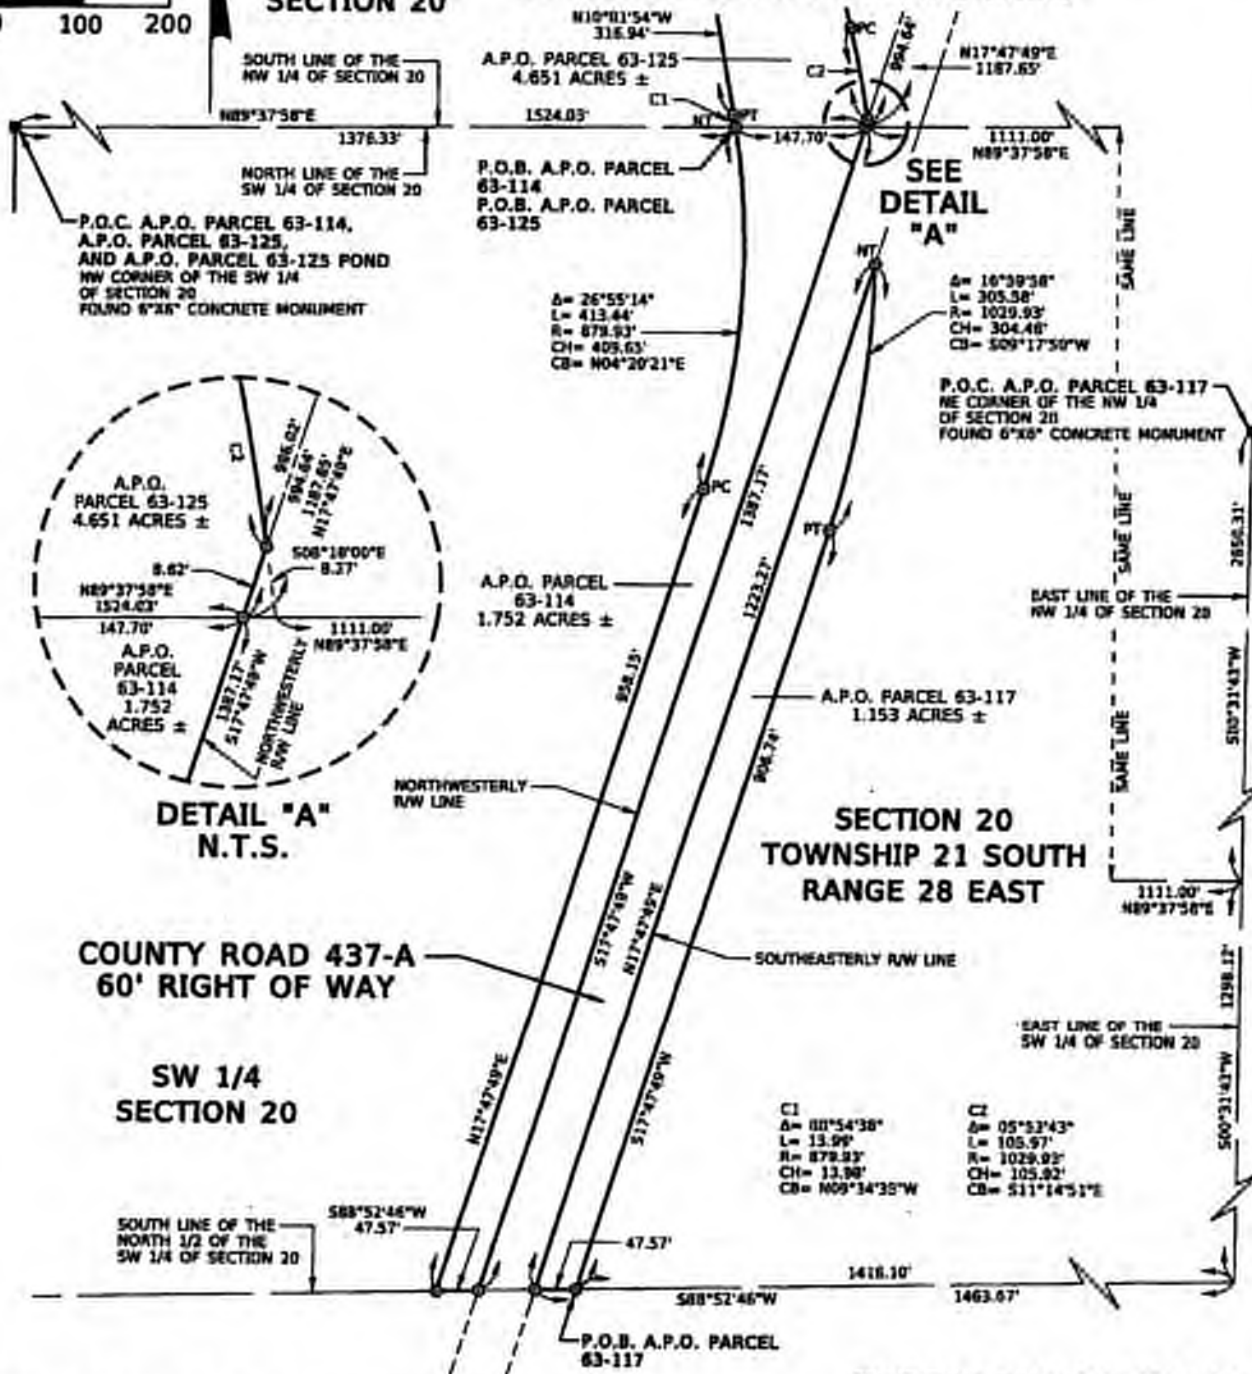 SECTION 20
100 200
SOUTH LINE OF THE
NW 1/4 OF SECTION 20
N89°37'58"E
1376.33'
NORTH LINE OF THE
SW 1/4 OF SECTION 20
P.O.C. A.P.O. PARCEL 63-114,
A.P.O. PARCEL 63-125,
AND A.P.O. PARCEL 63-125 POND
NW CORNER OF THE SW 1/4
OF SECTION 20
FOUND 6"X6" CONCRETE MONUMENT
N10°01'54"W
316.94'
A.P.O. PARCEL 63-125
4.651 ACRES ±
C1
PT
NT
1524.03'
147.70'
P.O.B. A.P.O. PARCEL
63-114
P.O.B. A.P.O. PARCEL
63-125
PC
C2
994.64'
N17°47'49"E
1187.65'
1111.00'
N89°37'58"E
SEE
DETAIL
"A"
NT
Δ= 26°55'14"
L= 413.44'
R= 879.93'
CH= 409.65'
CB= N04°20'21"E
Δ= 16°59'58"
L= 305.58'
R= 1029.93'
CH= 304.46'
CB= S09°17'50"W
SAME LINE
SAME LINE
SAME LINE
P.O.C. A.P.O. PARCEL 63-117
NE CORNER OF THE NW 1/4
OF SECTION 20
FOUND 6"X6" CONCRETE MONUMENT
2650.31'
EAST LINE OF THE
NW 1/4 OF SECTION 20
S00°31'43"W
A.P.O.
PARCEL 63-125
4.651 ACRES ±
C2
986.02'
994.64'
1187.65'
N17°47'49"E
8.62'
S08°18'00"E
8.27'
N89°37'58"E
1524.03'
147.70'
1111.00'
N89°37'58"E
A.P.O.
PARCEL
63-114
1.752
ACRES ±
1387.17'
S17°47'49"W
NORTHWESTERLY
R/W LINE
DETAIL "A"
N.T.S.
PC
PT
1387.17'
1223.27'
A.P.O. PARCEL
63-114
1.752 ACRES ±
958.15'
A.P.O. PARCEL 63-117
1.153 ACRES ±
906.74'
NORTHWESTERLY
R/W LINE
SECTION 20
TOWNSHIP 21 SOUTH
RANGE 28 EAST
1111.00'
N89°37'58"E
S17°47'49"W
N17°47'49"E
SOUTHEASTERLY R/W LINE
COUNTY ROAD 437-A
60' RIGHT OF WAY
1298.12'
EAST LINE OF THE
SW 1/4 OF SECTION 20
S00°31'43"W
SW 1/4
SECTION 20
N17°47'49"E
S17°47'49"W
C1
Δ= 00°54'38"
L= 13.99'
R= 879.93'
CH= 13.98'
CB= N09°34'35"W
C2
Δ= 05°53'43"
L= 105.97'
R= 1029.93'
CH= 105.92'
CB= S11°14'51"E
SOUTH LINE OF THE
NORTH 1/2 OF THE
SW 1/4 OF SECTION 20
S88°52'46"W
47.57'
47.57'
1416.10'
S88°52'46"W
1463.67'
P.O.B. A.P.O. PARCEL
63-117